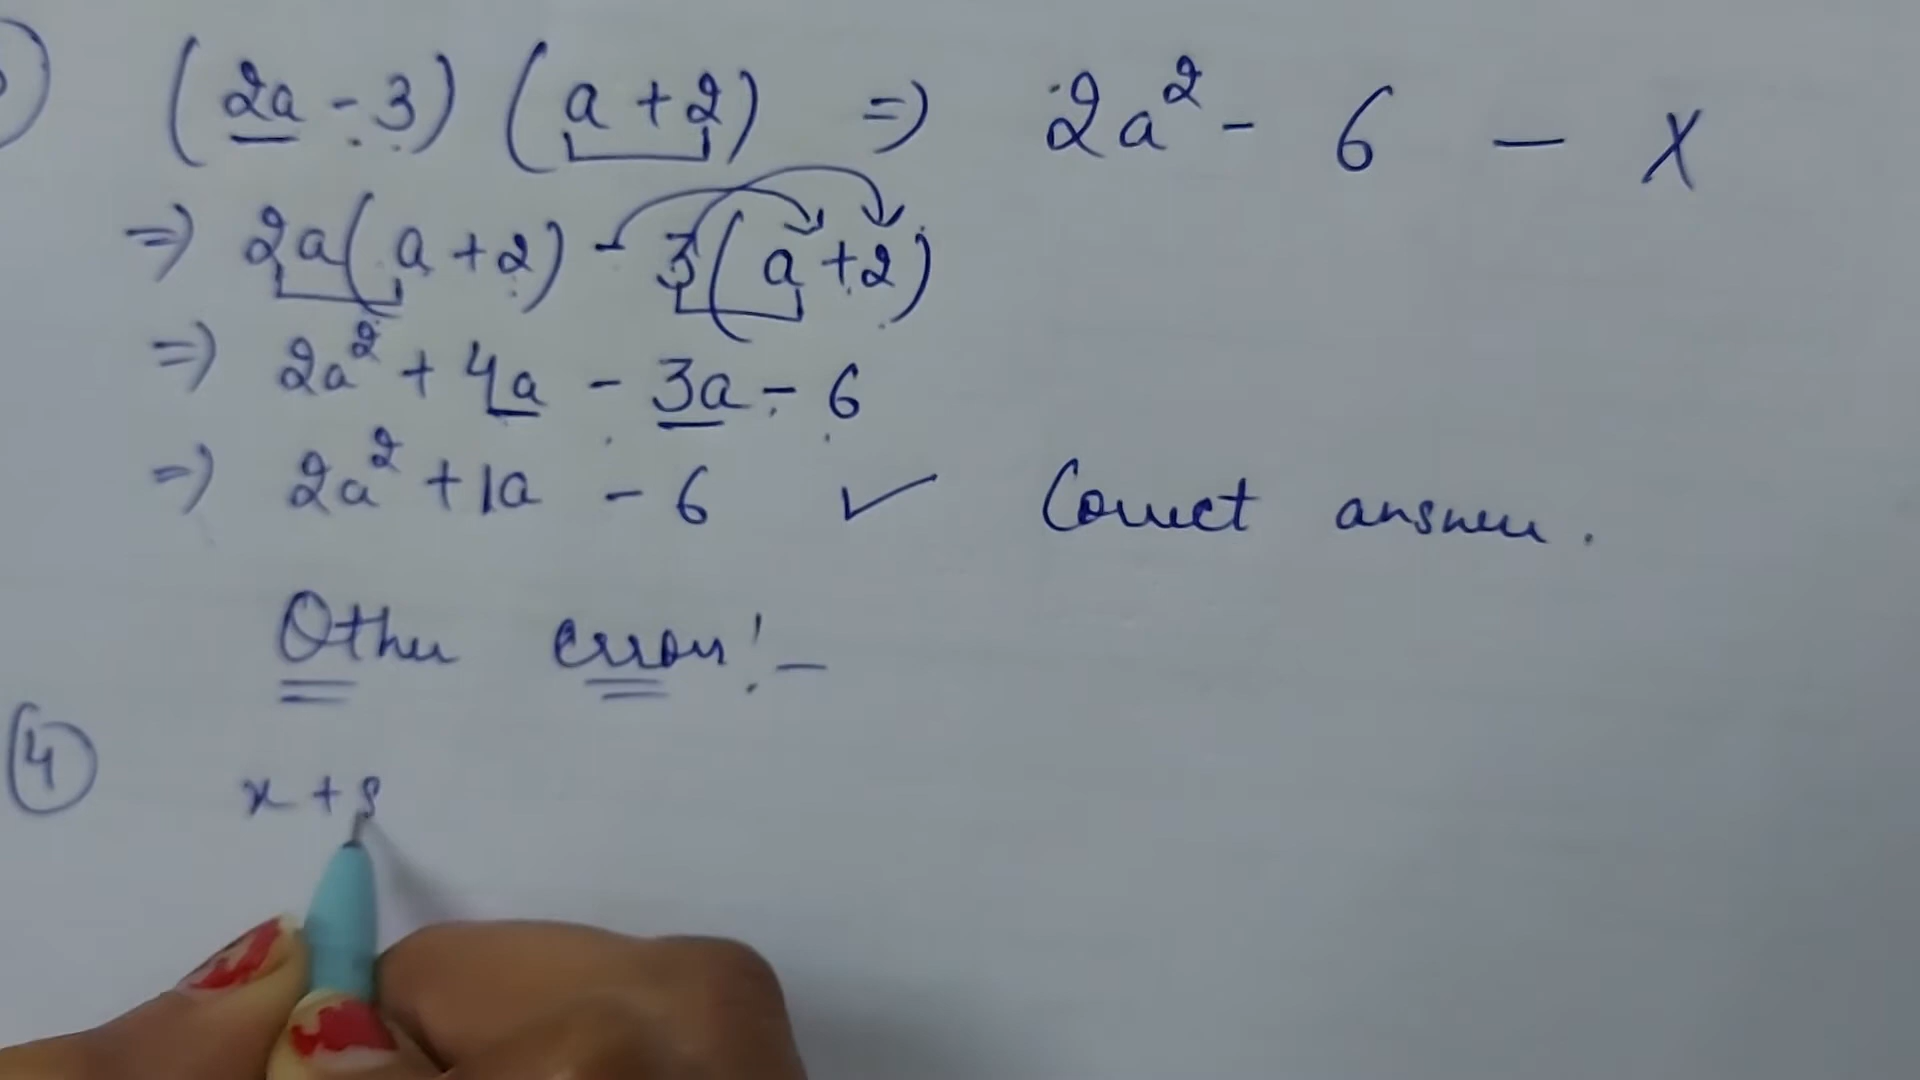 (2a - 3) (a + 2) => 2a² - 6 - X
=> 2a(a + 2) - 3(a + 2)
=> 2a² + 4a - 3a - 6
=> 2a² + 1a - 6 ✓ Correct answer.
Other error:-
④ x +